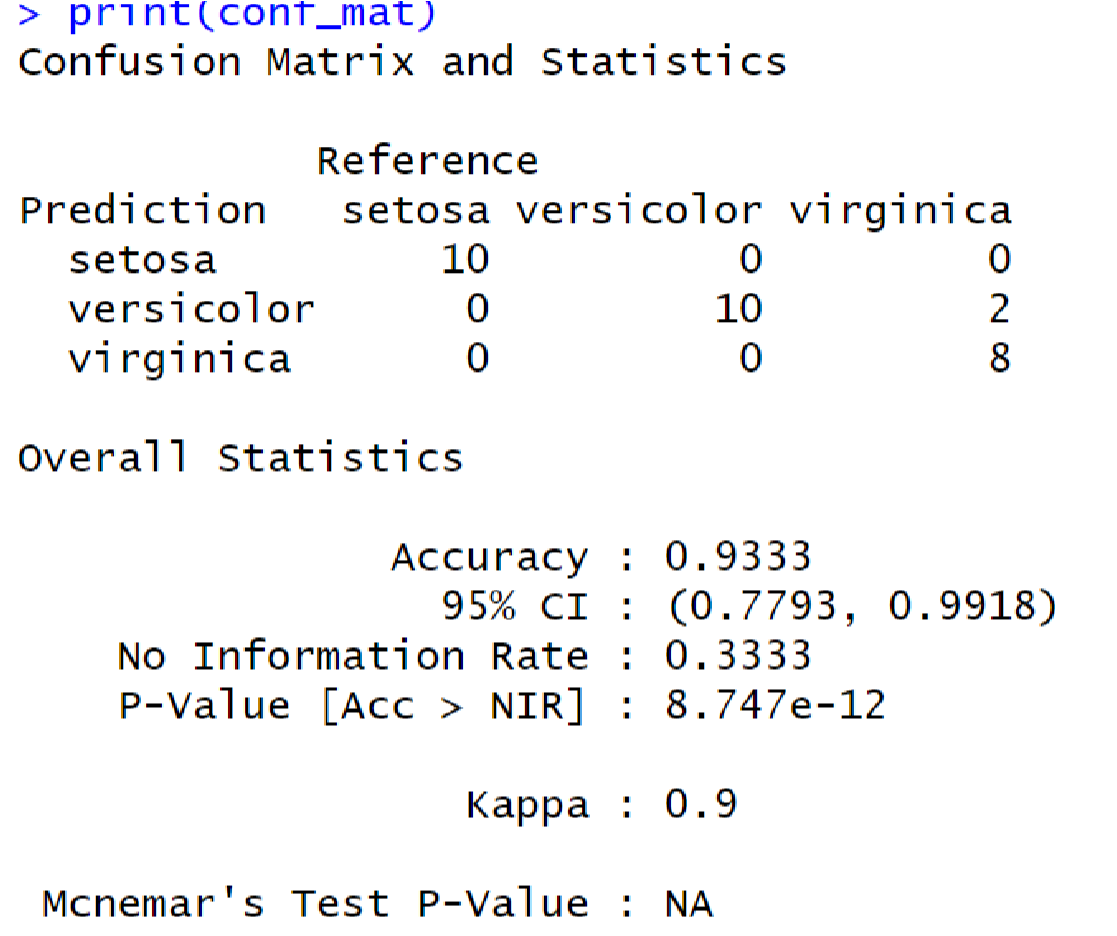 > print(conf_mat)
Confusion Matrix and Statistics
Reference
Prediction setosa versicolor virginica
setosa 10 0 0
versicolor 0 10 2
virginica 0 0 8
Overall Statistics
Accuracy : 0.9333
95% CI : (0.7793, 0.9918)
No Information Rate : 0.3333
P-Value [Acc > NIR] : 8.747e-12
Kappa : 0.9
Mcnemar's Test P-Value : NA